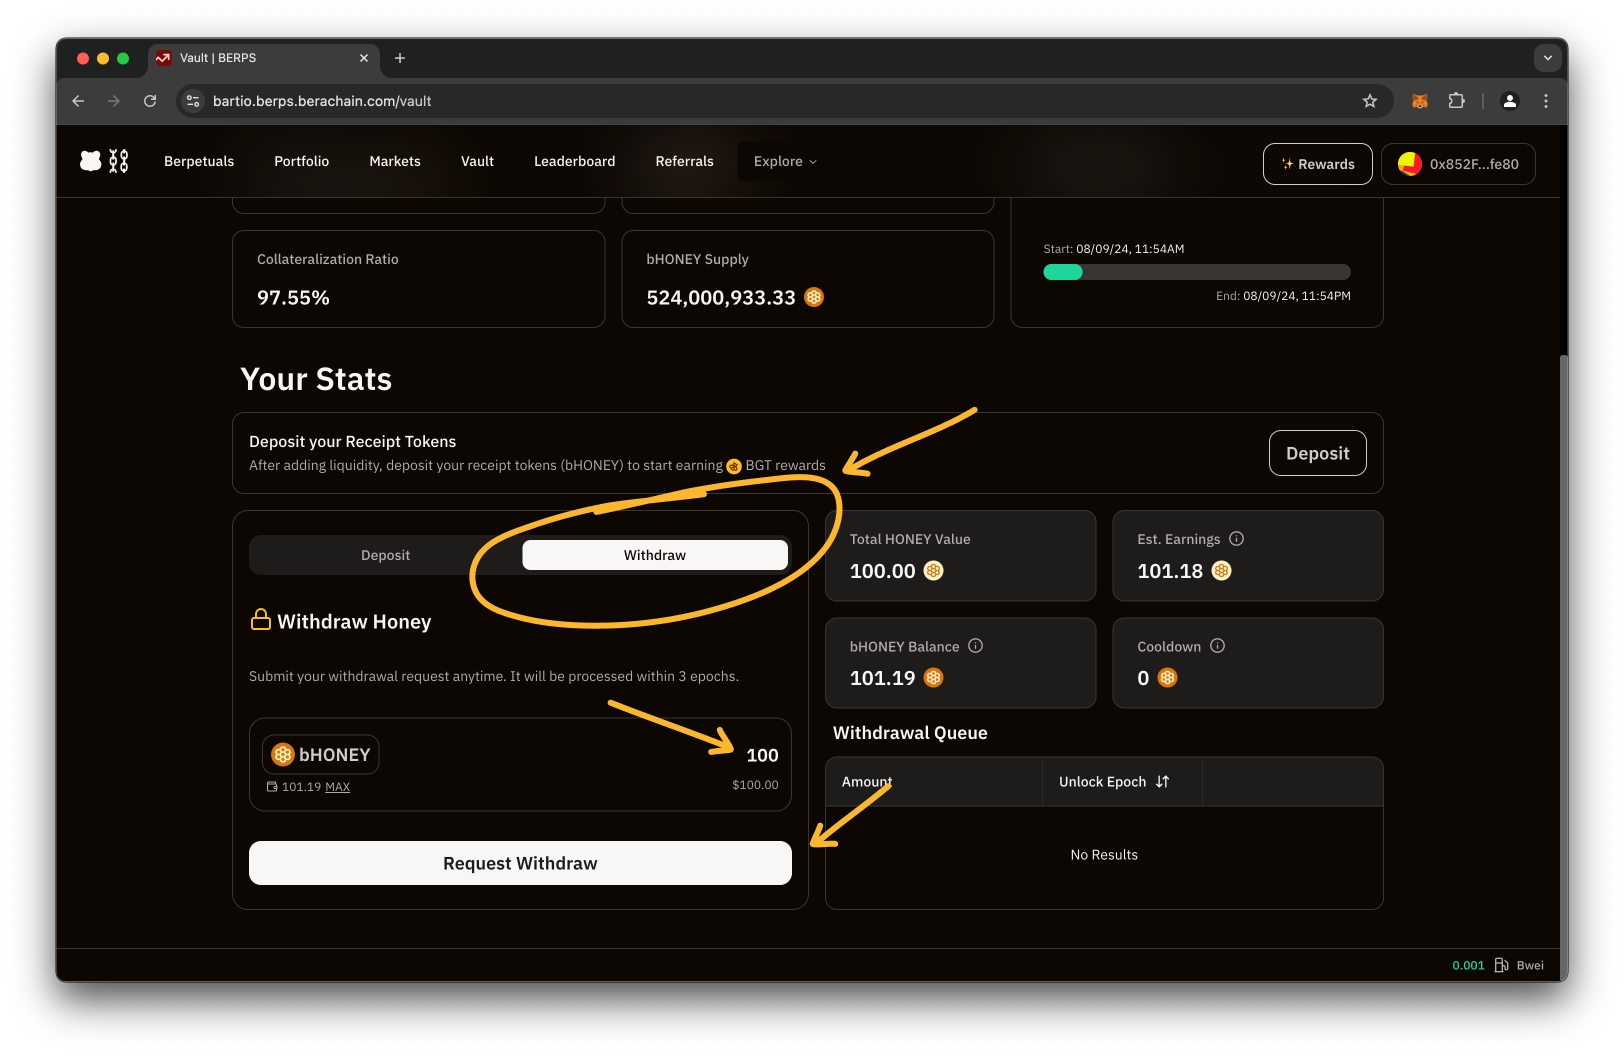 Vault | BERPS
bartio.berps.berachain.com/vault
Berpetuals
Portfolio
Markets
Vault
Leaderboard
Referrals
Explore
✨ Rewards
0x852F...fe80
Collateralization Ratio
97.55%
bHONEY Supply
524,000,933.33
Start: 08/09/24, 11:54AM
End: 08/09/24, 11:54PM
Your Stats
Deposit your Receipt Tokens
After adding liquidity, deposit your receipt tokens (bHONEY) to start earning BGT rewards
Deposit
Deposit
Withdraw
Withdraw Honey
Submit your withdrawal request anytime. It will be processed within 3 epochs.
bHONEY
100
101.19 MAX
$100.00
Request Withdraw
Total HONEY Value
100.00
Est. Earnings
101.18
bHONEY Balance
101.19
Cooldown
0
Withdrawal Queue
Amount
Unlock Epoch
No Results
0.001 Bwei